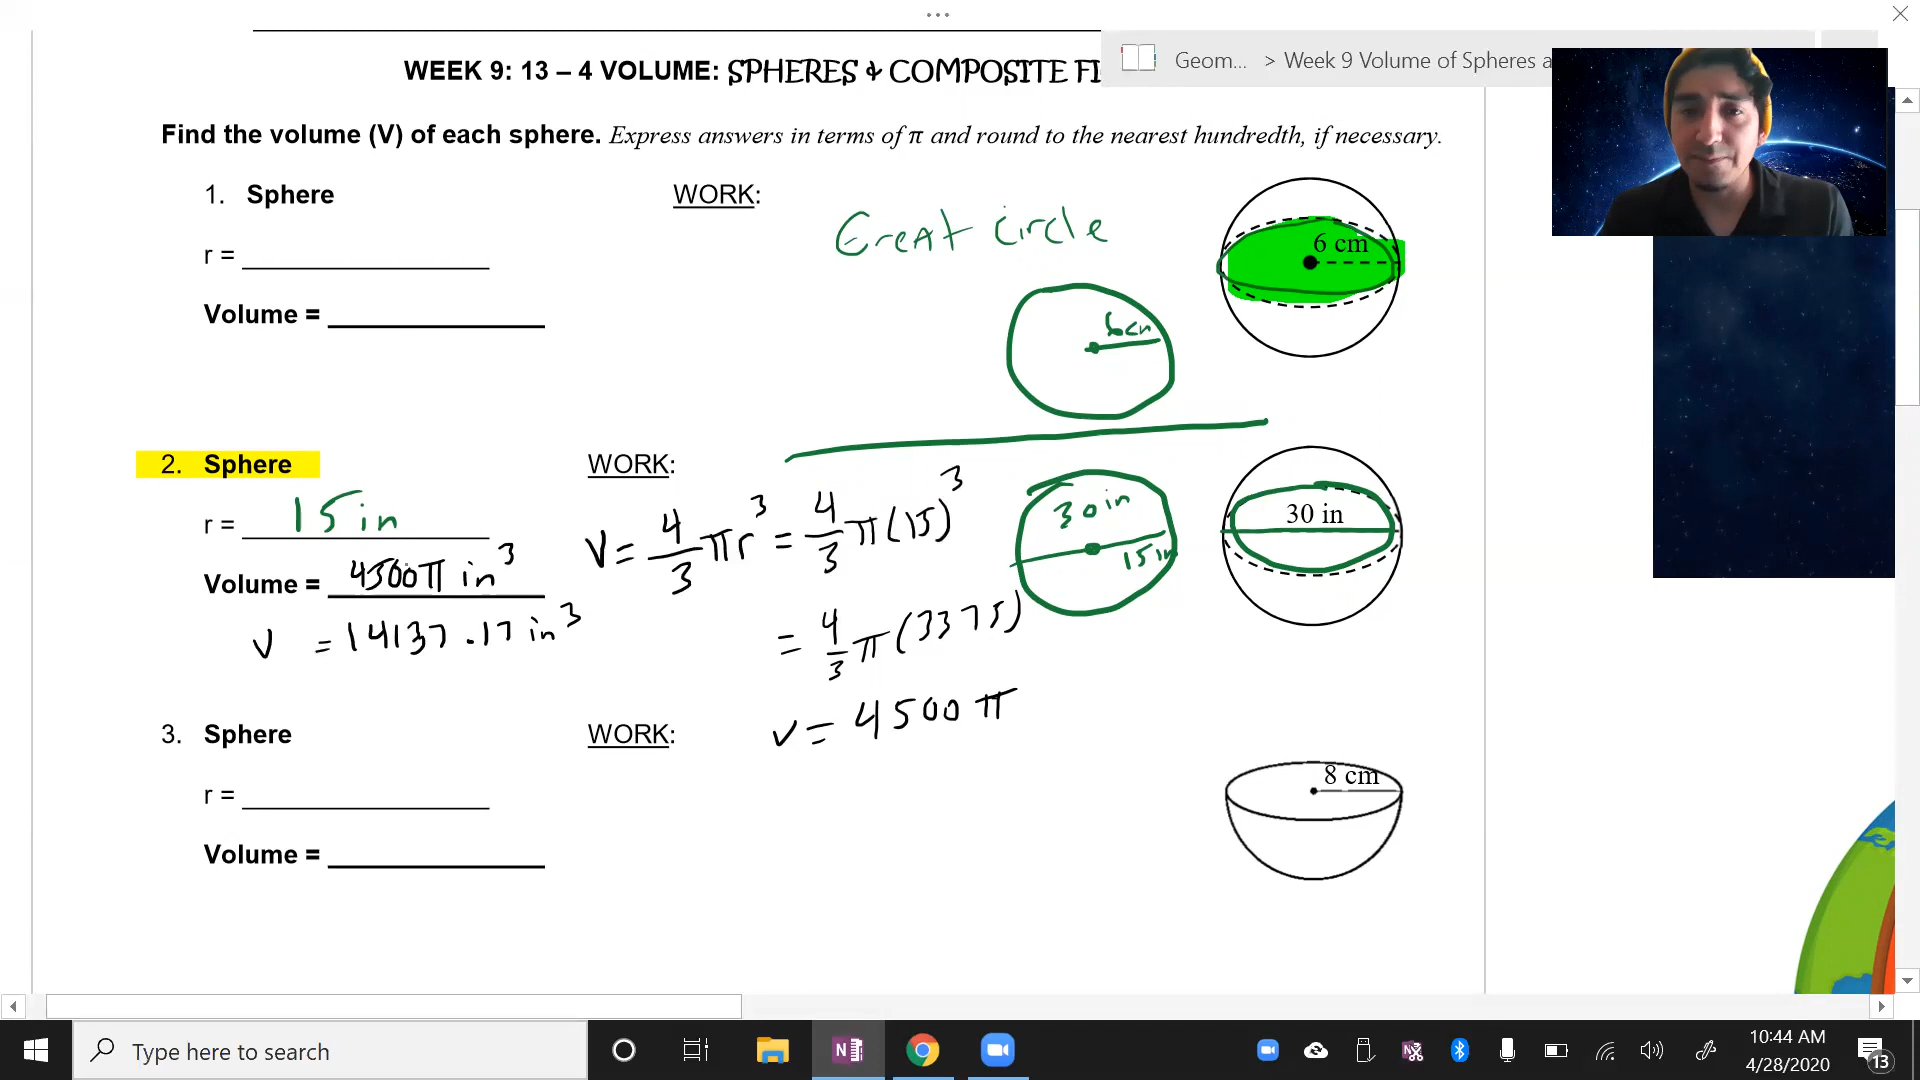 ...
WEEK 9: 13 – 4 VOLUME: SPHERES & COMPOSITE FI
Geom... > Week 9 Volume of Spheres a
Find the volume (V) of each sphere. Express answers in terms of π and round to the nearest hundredth, if necessary.
1. Sphere
WORK:
Great Circle
6 cm
r =
6cm
Volume =
2. Sphere
WORK:
r = 15 in
V = 4/3 πr³ = 4/3 π(15)³
30 in
15 in
30 in
Volume = 4500π in³
V = 14137.17 in³
= 4/3 π(3375)
V = 4500π
3. Sphere
WORK:
8 cm
r =
Volume =
Type here to search
N
10:44 AM
4/28/2020
13